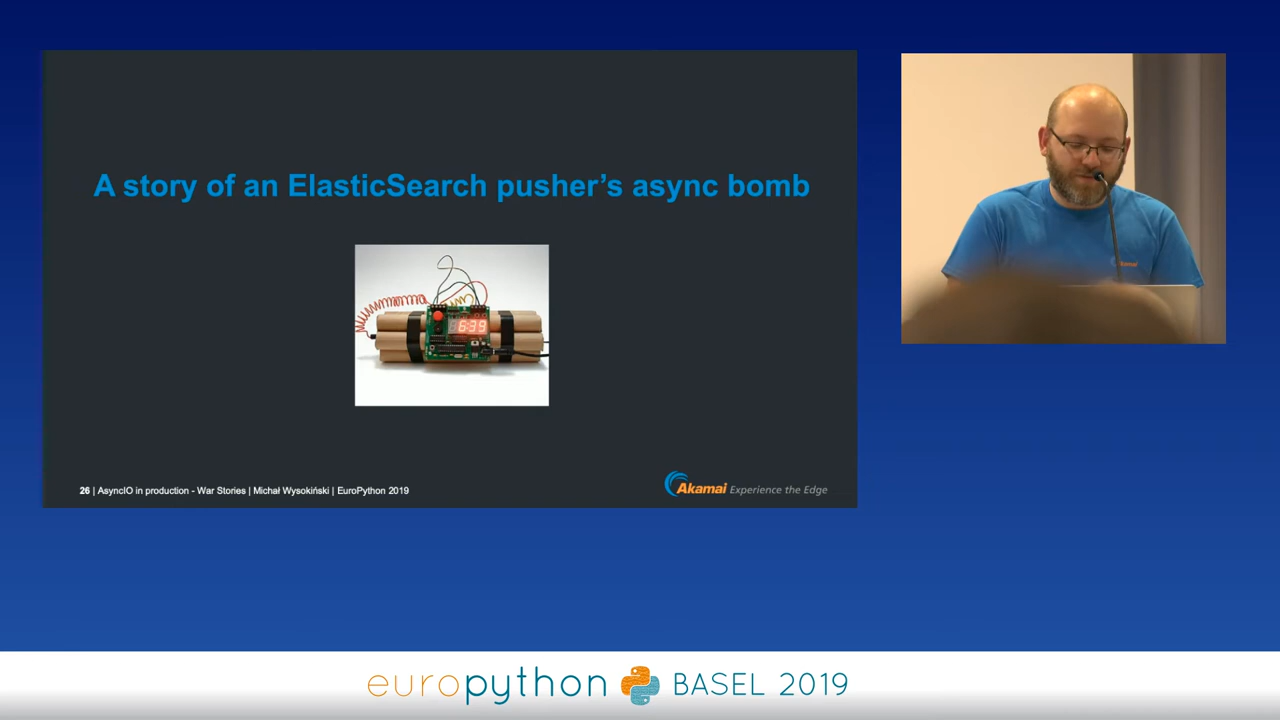 A story of an ElasticSearch pusher's async bomb
6:39
26 | AsyncIO in production - War Stories | Michał Wysokiński | EuroPython 2019
Akamai Experience the Edge
Akamai
europython BASEL 2019